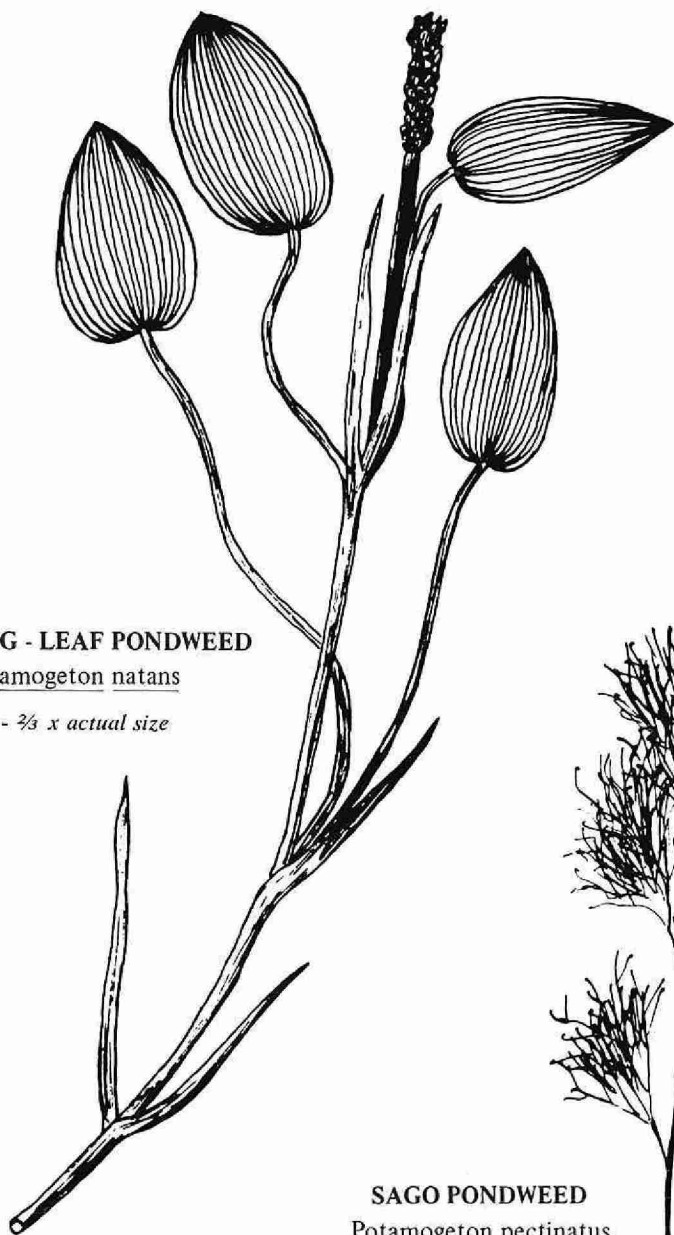 G - LEAF PONDWEED
amogeton natans
- ⅔ x actual size
SAGO PONDWEED
Potamogeton pectinatus